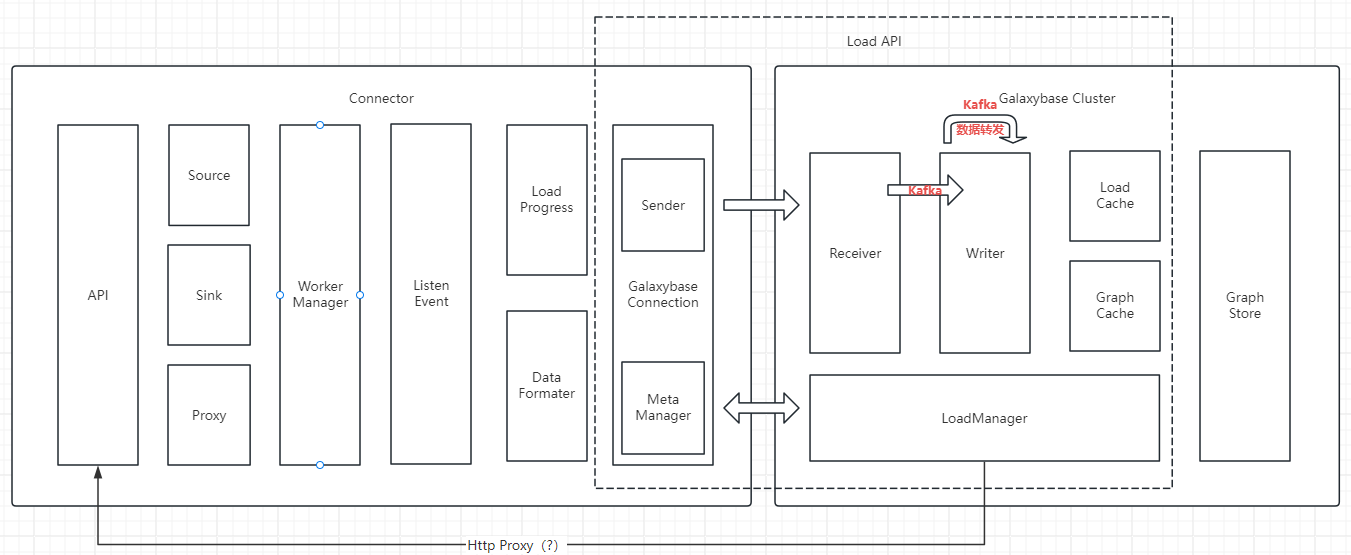 Load API
Connector
API
Source
Sink
Proxy
Worker
Manager
Listen
Event
Load
Progress
Data
Formater
Sender
Galaxybase
Connection
Meta
Manager
Galaxybase Cluster
Kafka
数据转发
Receiver
Kafka
Writer
Load
Cache
Graph
Cache
Graph
Store
LoadManager
Http Proxy（?）